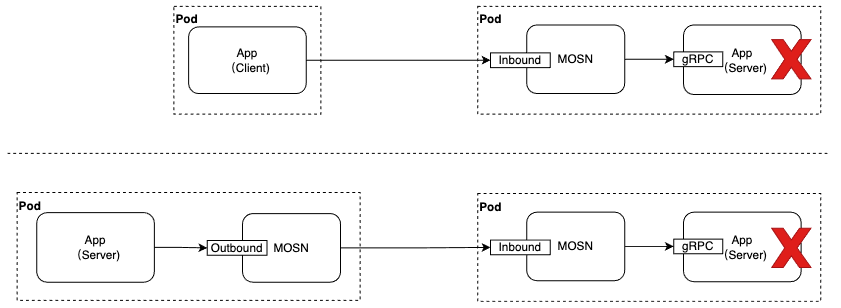 Pod
App
(Client)
Pod
Inbound
MOSN
gRPC
App
(Server)
Pod
App
(Server)
Outbound
MOSN
Pod
Inbound
MOSN
gRPC
App
(Server)